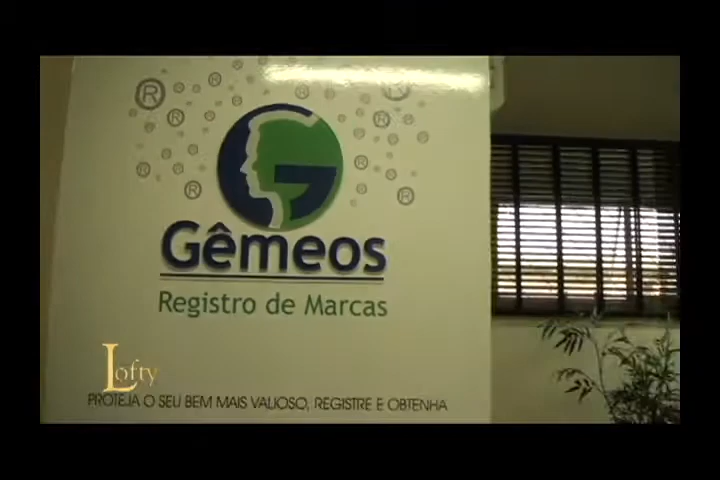 Gêmeos
Registro de Marcas
Lofty
PROTEJA O SEU BEM MAIS VALIOSO, REGISTRE E OBTENHA